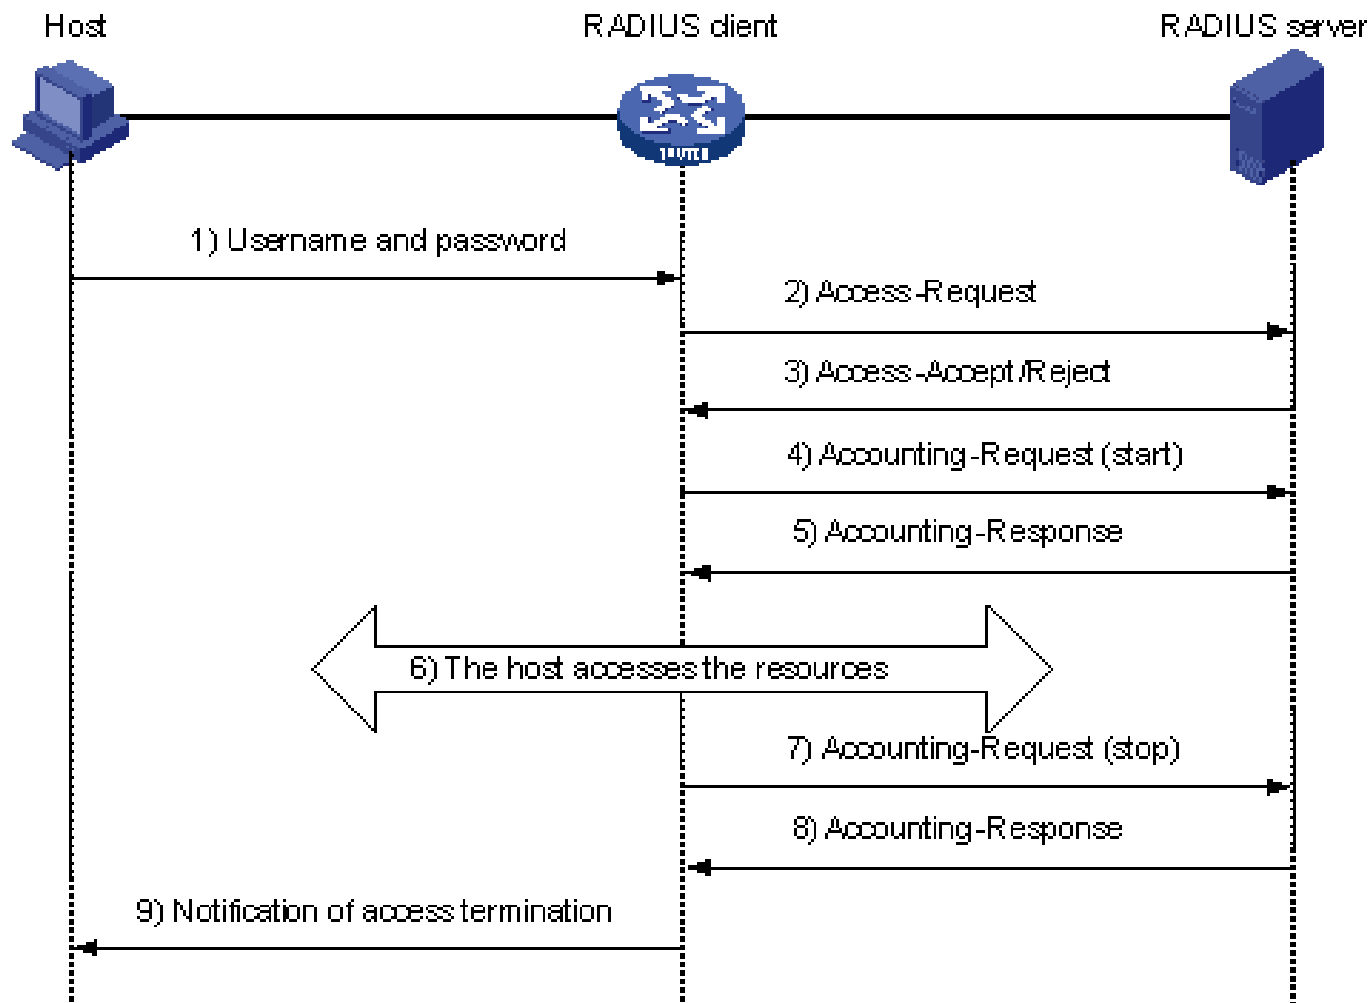 Host
RADIUS client
RADIUS server
ROUTER
1) Username and password
2) Access-Request
3) Access-Accept/Reject
4) Accounting-Request (start)
5) Accounting-Response
6) The host accesses the resources
7) Accounting-Request (stop)
8) Accounting-Response
9) Notification of access termination